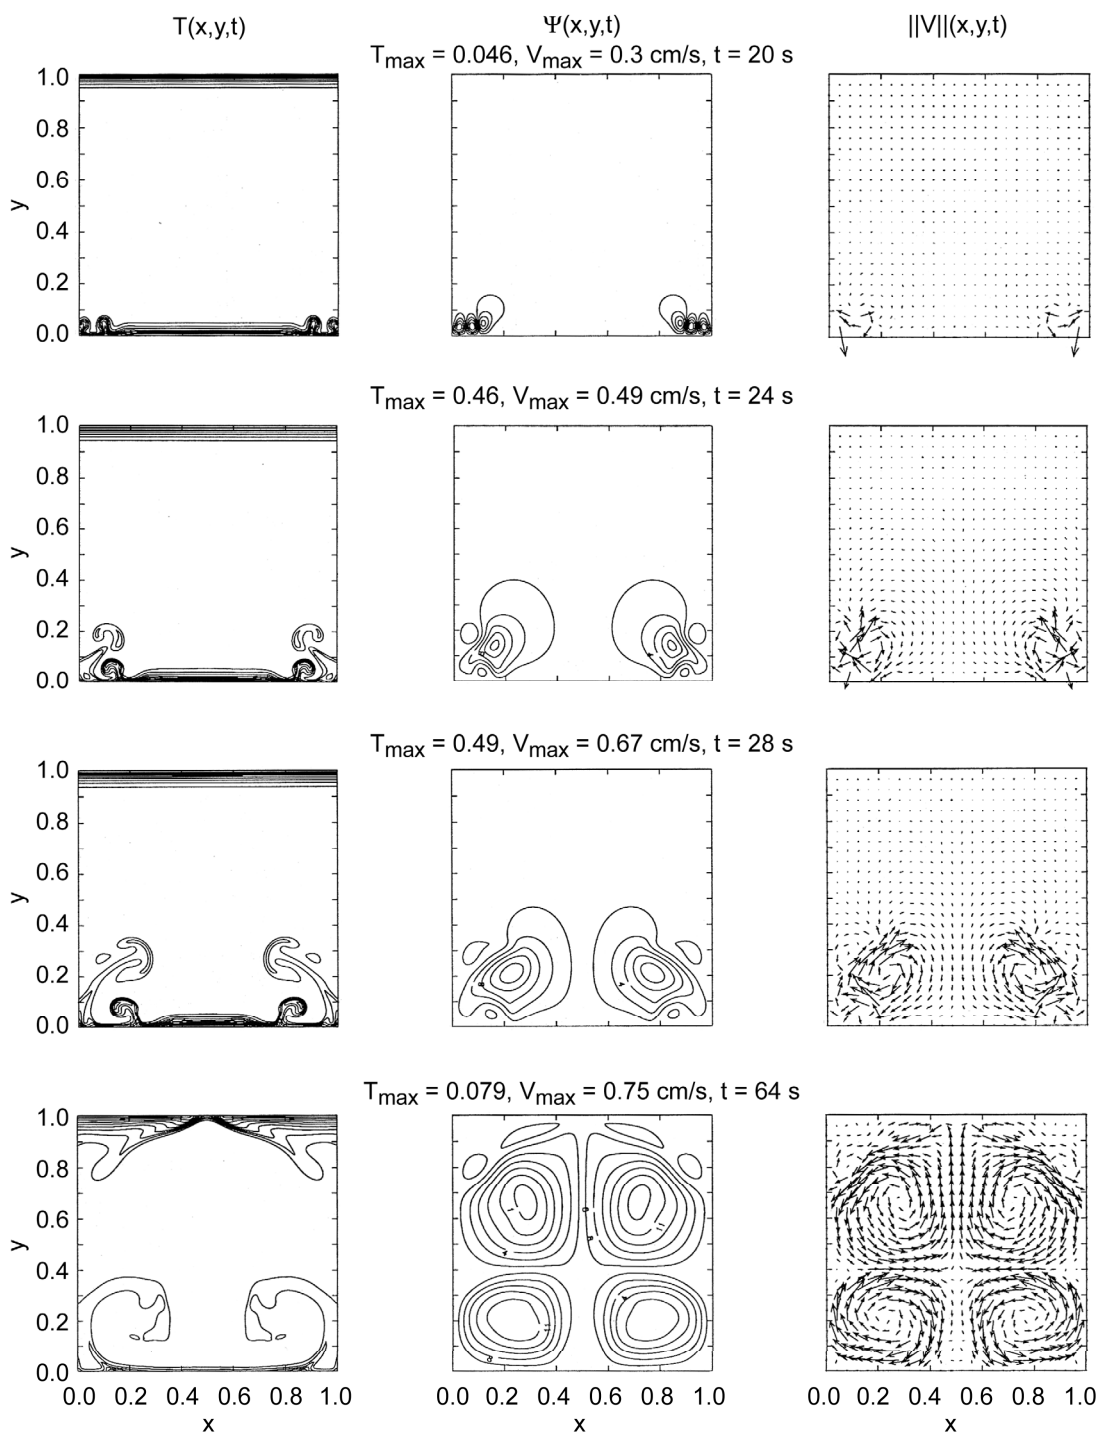 T(x,y,t) Ψ(x,y,t) ||V||(x,y,t)
Tmax = 0.046, Vmax = 0.3 cm/s, t = 20 s
1.0
0.8
0.6
y
0.4
0.2
0.0
Tmax = 0.46, Vmax = 0.49 cm/s, t = 24 s
1.0
0.8
0.6
y
0.4
0.2
0.0
Tmax = 0.49, Vmax = 0.67 cm/s, t = 28 s
1.0
0.8
0.6
y
0.4
0.2
0.0
Tmax = 0.079, Vmax = 0.75 cm/s, t = 64 s
1.0
0.8
0.6
y
0.4
0.2
0.0
0.0 0.2 0.4 0.6 0.8 1.0 0.0 0.2 0.4 0.6 0.8 1.0 0.0 0.2 0.4 0.6 0.8 1.0
x x x